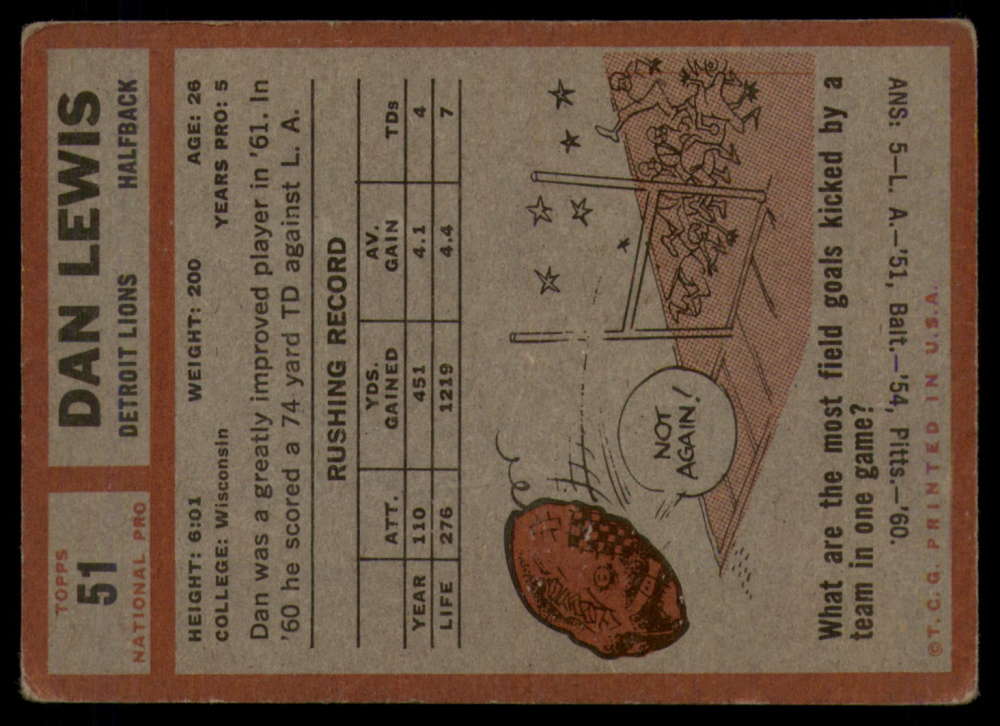 TOPPS
51
NATIONAL PRO
DAN LEWIS
DETROIT LIONS HALFBACK
HEIGHT: 6:01 WEIGHT: 200 AGE: 26
COLLEGE: Wisconsin YEARS PRO: 5
Dan was a greatly improved player in '61. In
'60 he scored a 74 yard TD against L. A.
RUSHING RECORD
ATT. YDS. GAINED AV. GAIN TDs
YEAR 110 451 4.1 4
LIFE 276 1219 4.4 7
NOT
AGAIN!
What are the most field goals kicked by a
team in one game?
ANS: 5—L. A.—'51, Balt.—'54, Pitts.—'60.
©T.C.G. PRINTED IN U.S.A.